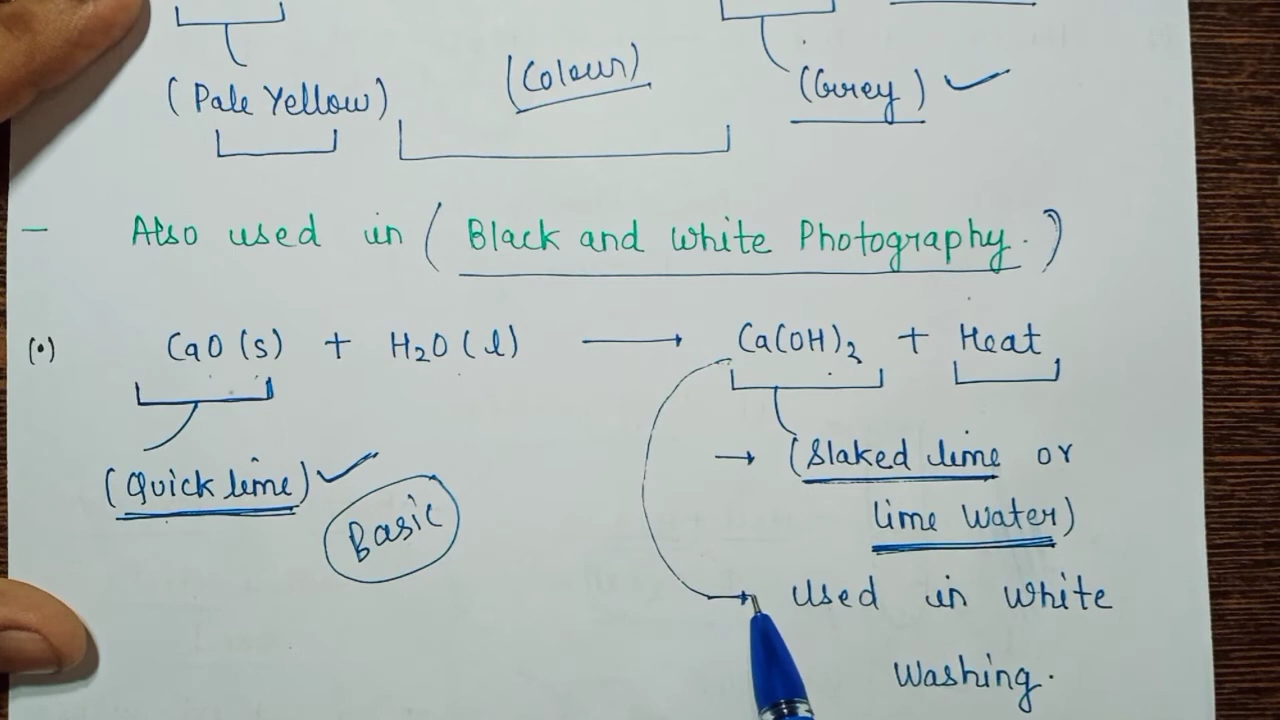 (Pale Yellow) (Colour) (Grey) ✓
– Also used in (Black and white Photography.)
(•) CaO(s) + H₂O(l) ⟶ Ca(OH)₂ + Heat
→ (Slaked lime or
(Quick lime) ✓ lime water)
Basic
Used in white
washing.